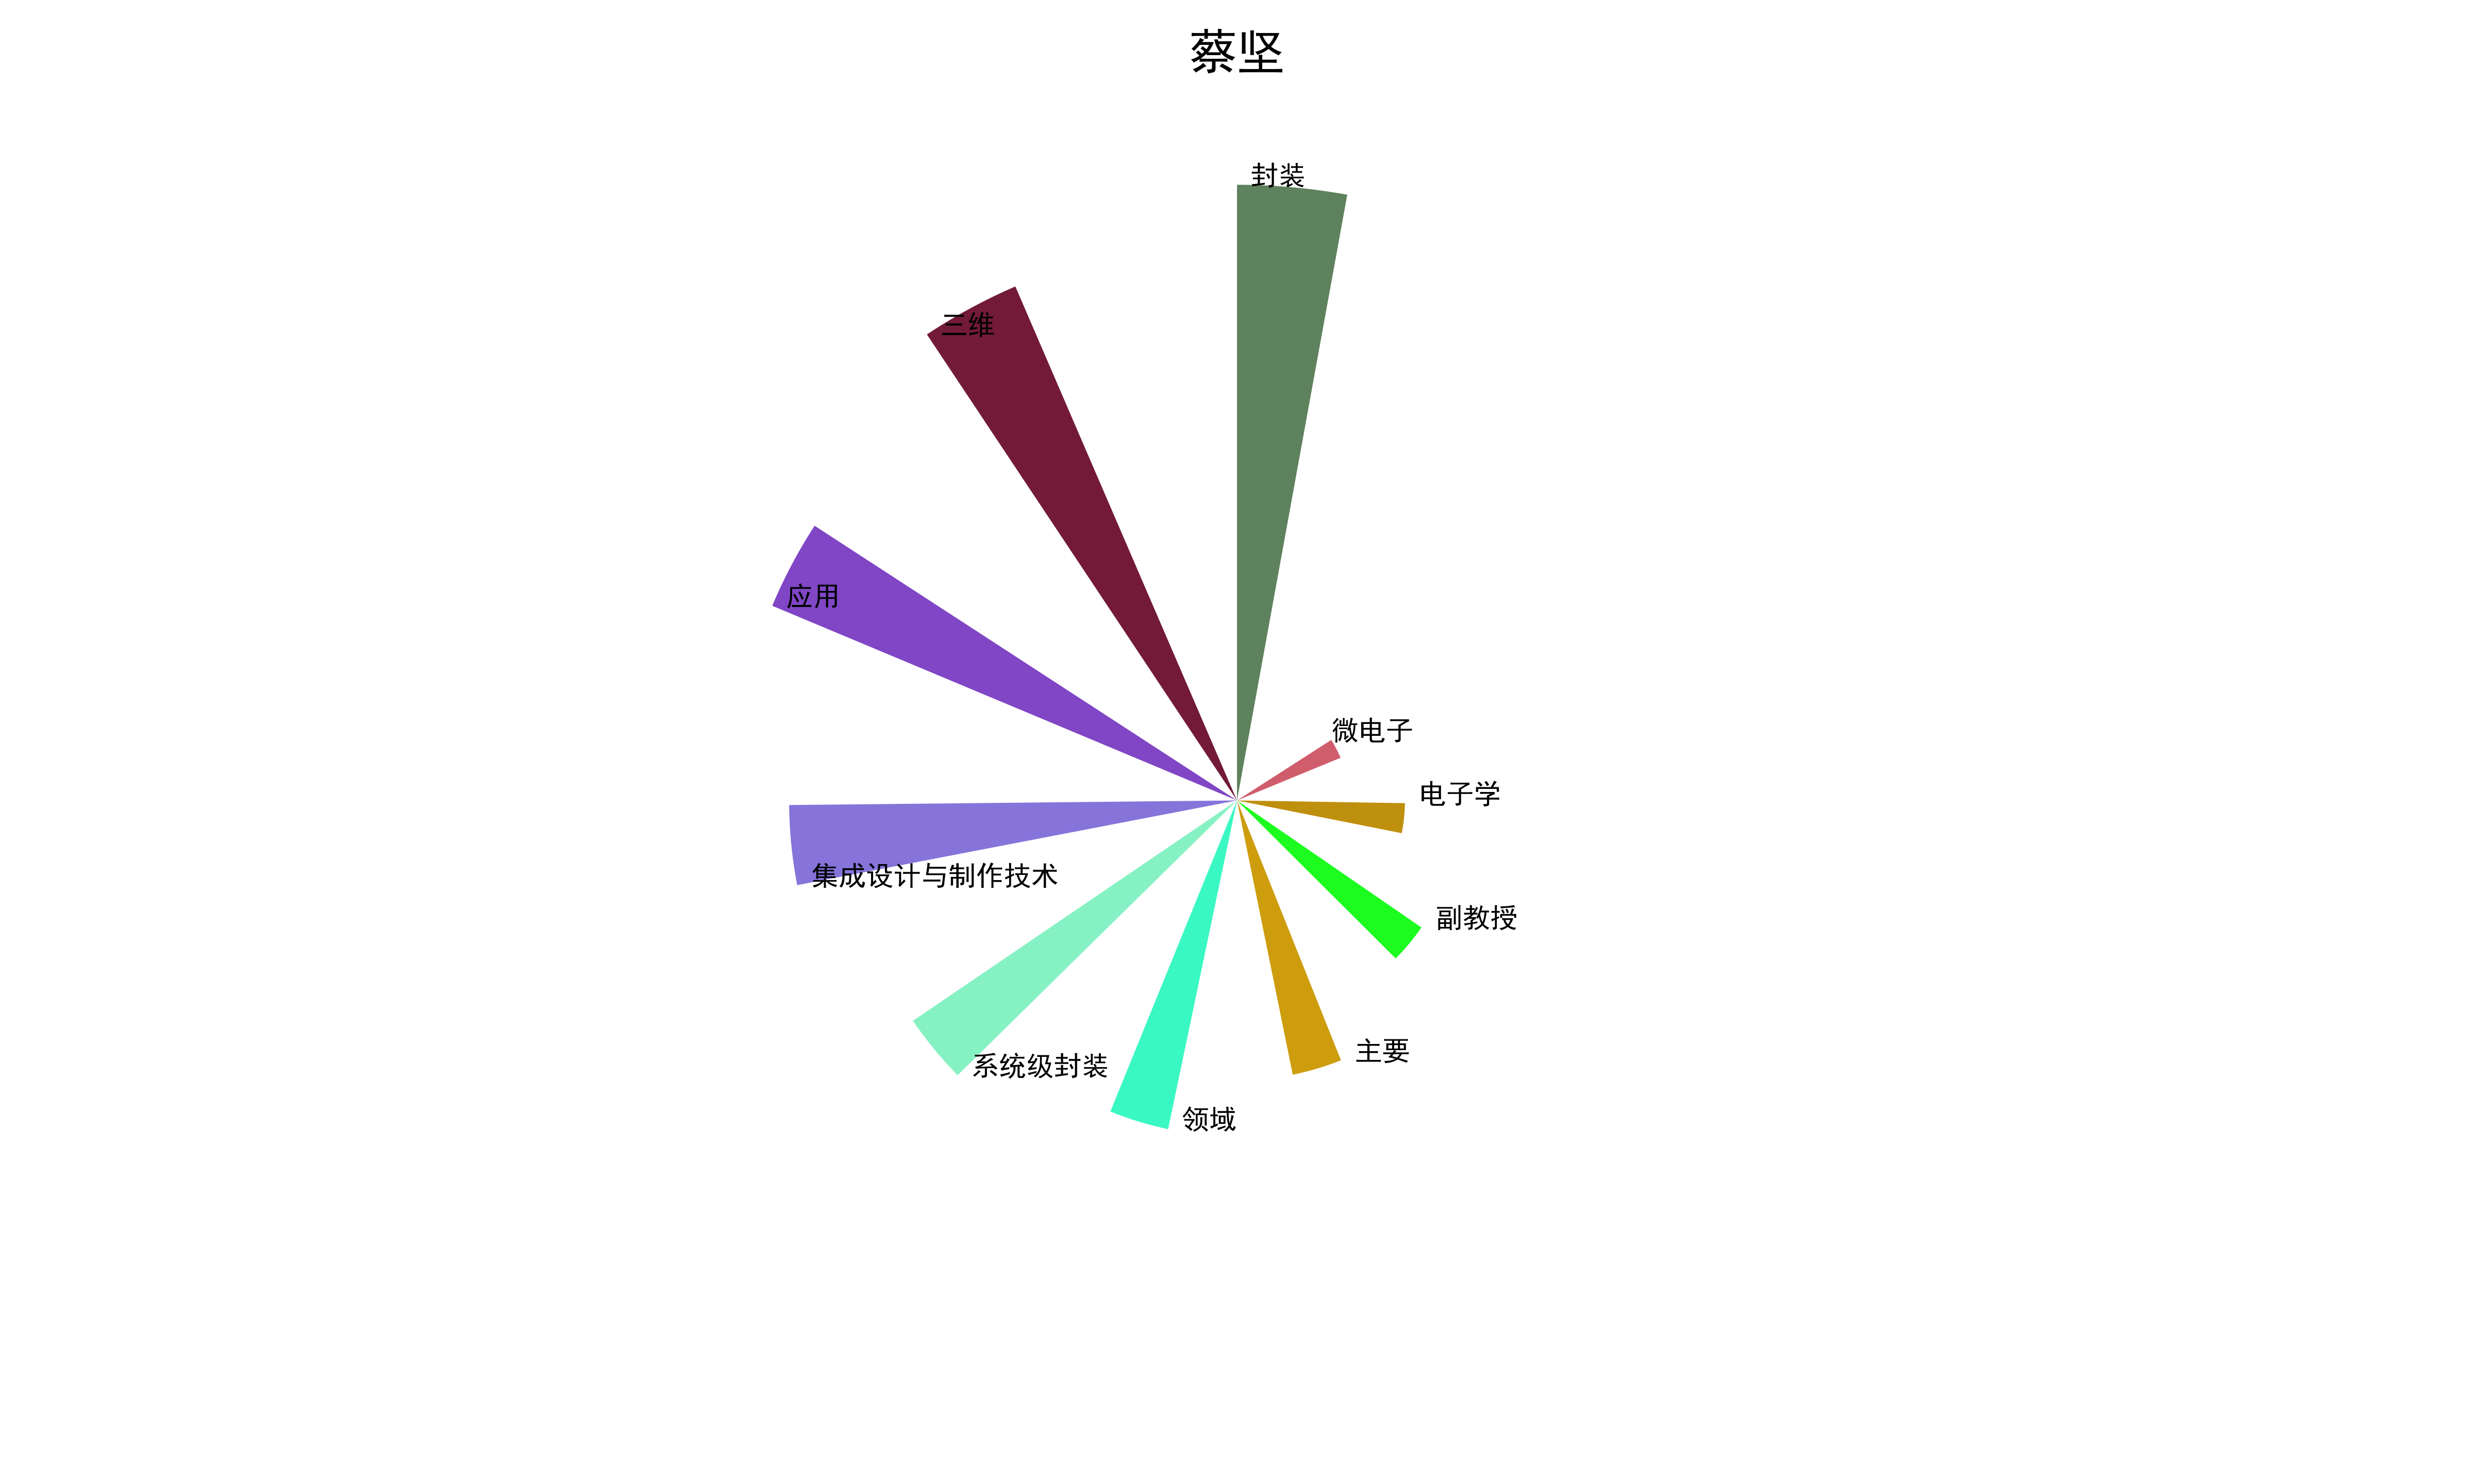 蔡坚
封装
三维
应用
微电子
电子学
集成设计与制作技术
副教授
主要
系统级封装
领域